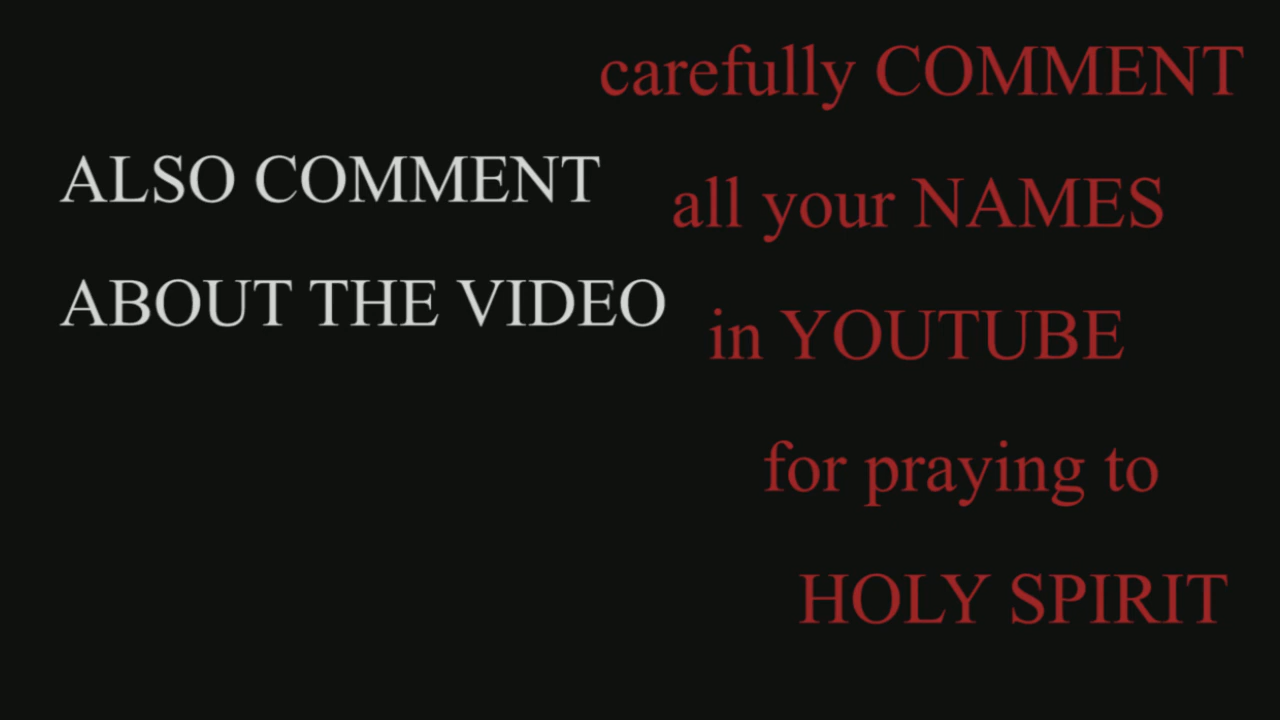 carefully COMMENT
all your NAMES
in YOUTUBE
for praying to
HOLY SPIRIT
ALSO COMMENT
ABOUT THE VIDEO